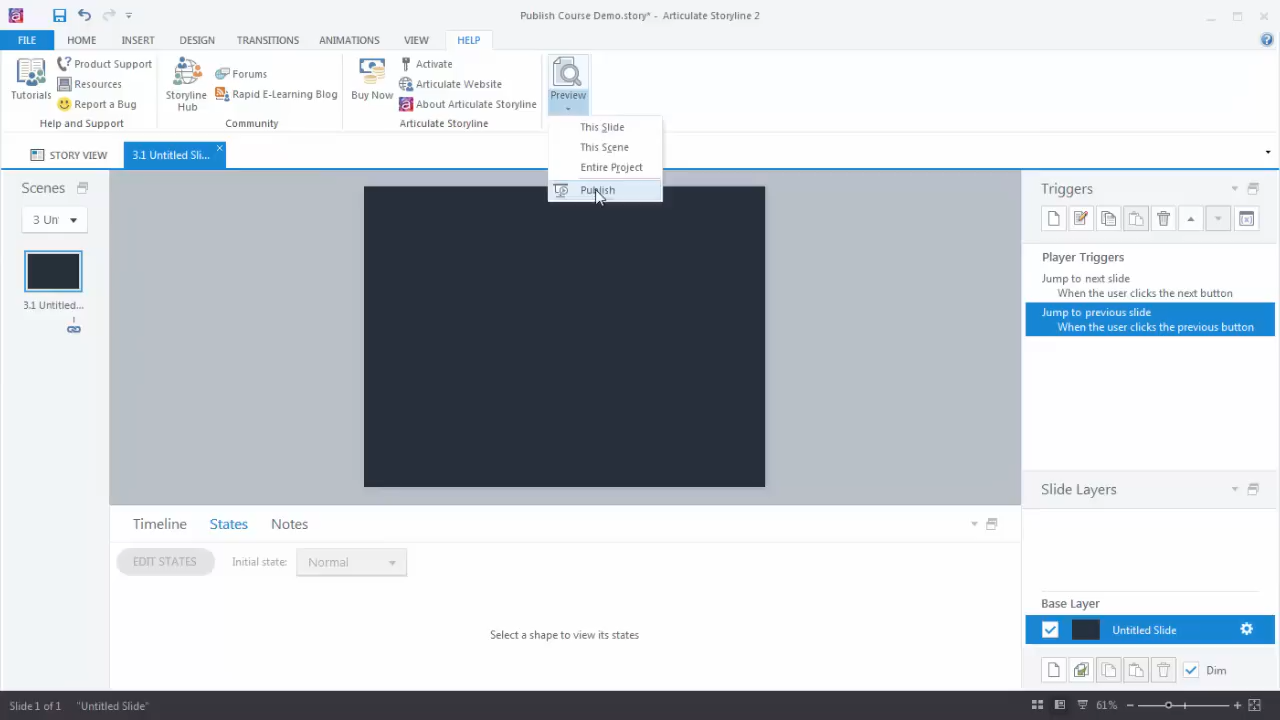 Publish Course Demo.story* - Articulate Storyline 2
FILE
HOME
INSERT
DESIGN
TRANSITIONS
ANIMATIONS
VIEW
HELP
Tutorials
Product Support
Resources
Report a Bug
Help and Support
Storyline
Hub
Forums
Rapid E-Learning Blog
Community
Buy Now
Activate
Articulate Website
About Articulate Storyline
Articulate Storyline
Preview
This Slide
This Scene
Entire Project
Publish
STORY VIEW
3.1 Untitled Sli...
Scenes
3 Un
3.1 Untitled...
Triggers
Player Triggers
Jump to next slide
When the user clicks the next button
Jump to previous slide
When the user clicks the previous button
Slide Layers
Timeline
States
Notes
EDIT STATES
Initial state:
Normal
Select a shape to view its states
Base Layer
Untitled Slide
Dim
Slide 1 of 1
"Untitled Slide"
61%